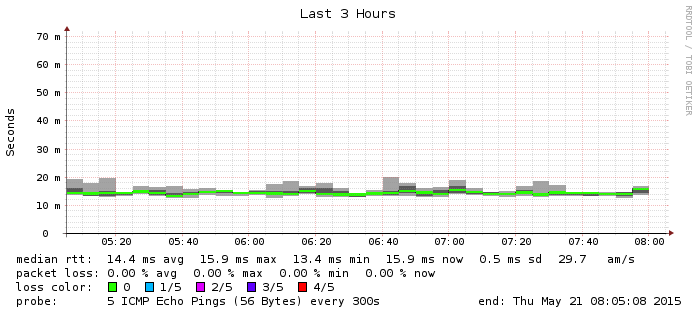 Last 3 Hours
RRDTOOL / TOBI OETIKER
Seconds
70 m
60 m
50 m
40 m
30 m
20 m
10 m
0
05:20 05:40 06:00 06:20 06:40 07:00 07:20 07:40 08:00
median rtt: 14.4 ms avg 15.9 ms max 13.4 ms min 15.9 ms now 0.5 ms sd 29.7 am/s
packet loss: 0.00 % avg 0.00 % max 0.00 % min 0.00 % now
loss color: 0 1/5 2/5 3/5 4/5
probe: 5 ICMP Echo Pings (56 Bytes) every 300s end: Thu May 21 08:05:08 2015